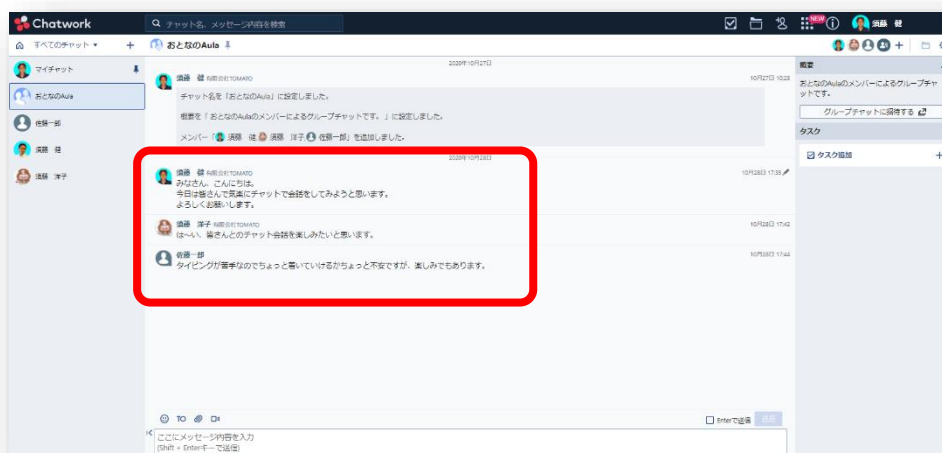 Chatwork
チャット名、メッセージ内容を検索
NEW
須藤 健
すべてのチャット
おとなのAula
マイチャット
おとなのAula
佐藤一郎
須藤 健
須藤 洋子
2020年10月27日
須藤 健 有限会社TOMATO
10月27日 10:28
チャット名を「おとなのAula」に設定しました。
概要を「 おとなのAulaのメンバーによるグループチャットです。 」に設定しました。
メンバー「須藤 健 須藤 洋子 佐藤一郎」を追加しました。
2020年10月28日
須藤 健 有限会社TOMATO
10月28日 17:35
みなさん、こんにちは。
今日は皆さんで気楽にチャットで会話をしてみようと思います。
よろしくお願いします。
須藤 洋子 有限会社TOMATO
10月28日 17:42
は～い、皆さんとのチャット会話を楽しみたいと思います。
佐藤一郎
10月28日 17:44
タイピングが苦手なのでちょっと着いていけるかちょっと不安ですが、楽しみでもあります。
TO
Enterで送信
送信
ここにメッセージ内容を入力
(Shift + Enterキーで送信)
概要
おとなのAulaのメンバーによるグループチャ
ットです。
グループチャットに招待する
タスク
タスク追加